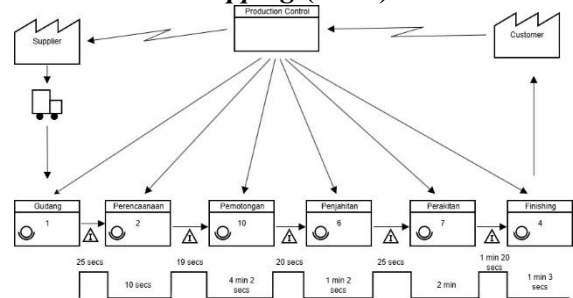 Production Control
Supplier
Customer
Gudang
1
Perencaanaan
2
Pemotongan
10
Penjahitan
6
Perakitan
7
Finishing
4
I
I
I
I
I
25 secs
19 secs
20 secs
25 secs
1 min 20
secs
10 secs
4 min 2
secs
1 min 2
secs
2 min
1 min 3
secs